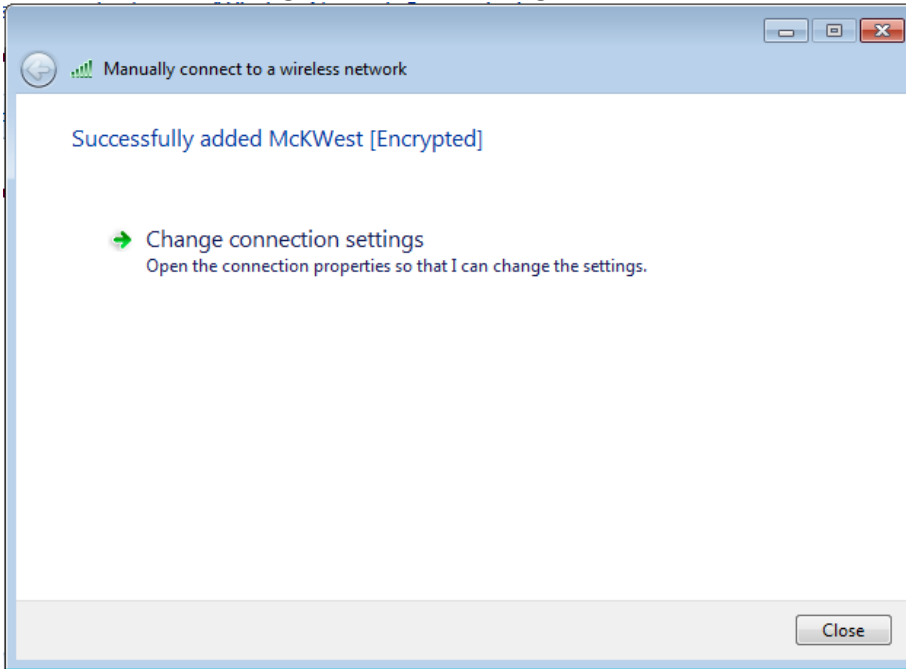 Manually connect to a wireless network
Successfully added McKWest [Encrypted]
Change connection settings
Open the connection properties so that I can change the settings.
Close